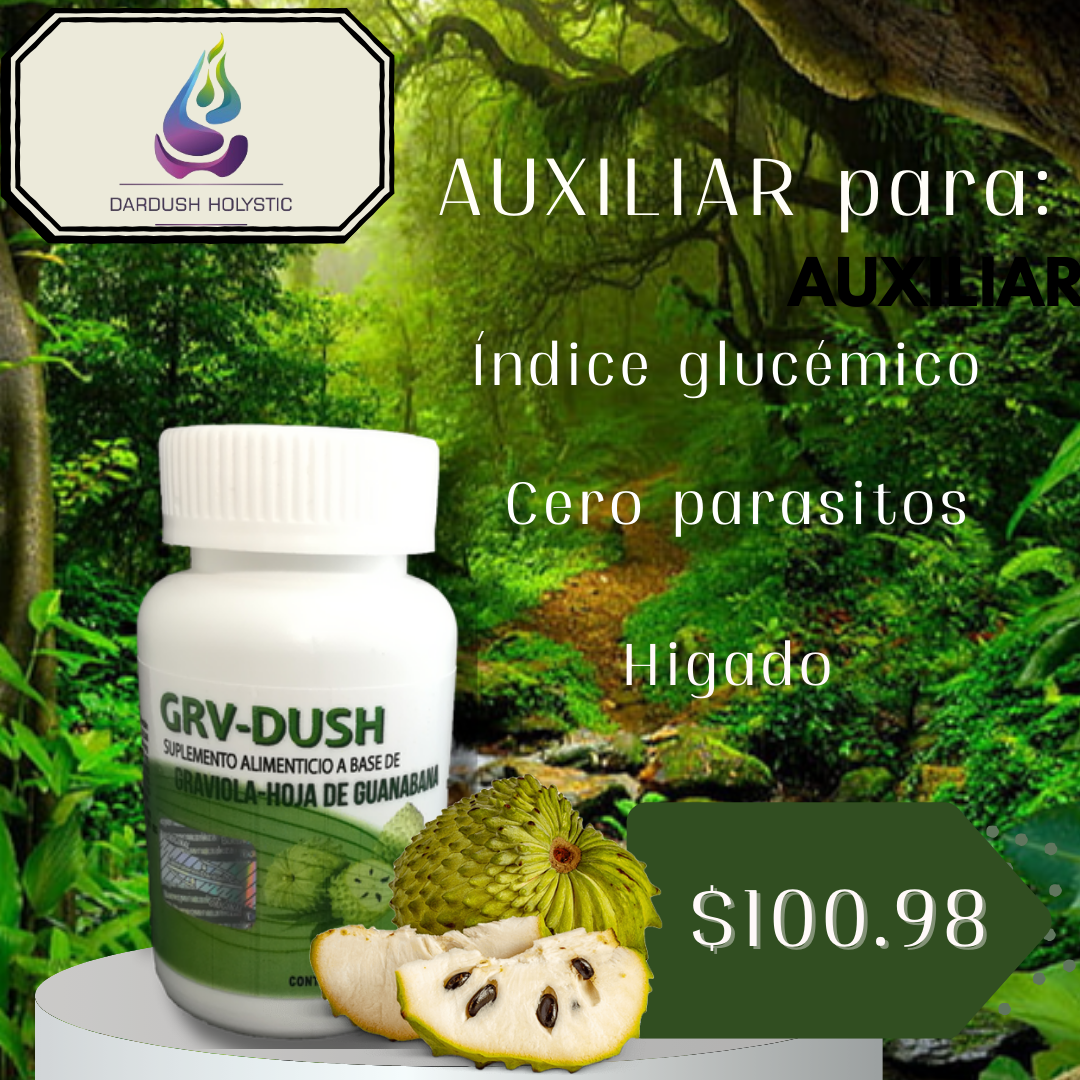 DARDUSH HOLYSTIC
AUXILIAR para:
AUXILIAR
Índice glucémico
Cero parasitos
Higado
GRV-DUSH
SUPLEMENTO ALIMENTICIO A BASE DE
GRAVIOLA-HOJA DE GUANABANA
$100.98